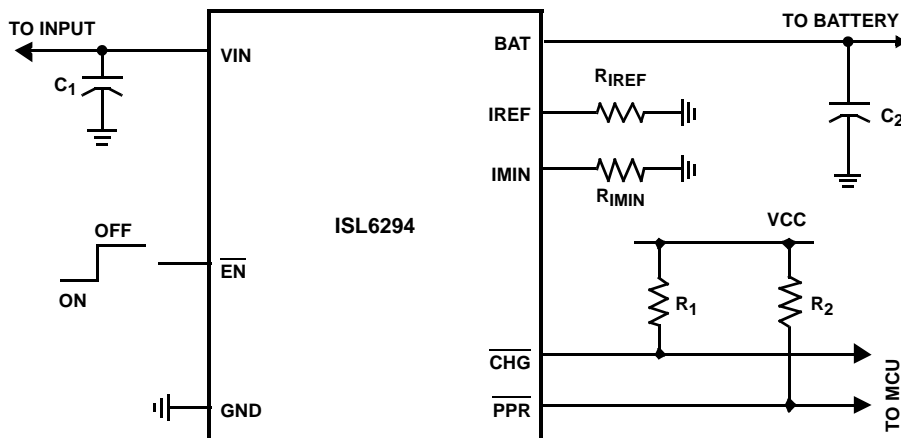 TO INPUT
TO BATTERY
VIN
BAT
C1
RIREF
IREF
C2
IMIN
RIMIN
ISL6294
VCC
OFF
EN
ON
R1
R2
CHG
GND
PPR
TO MCU